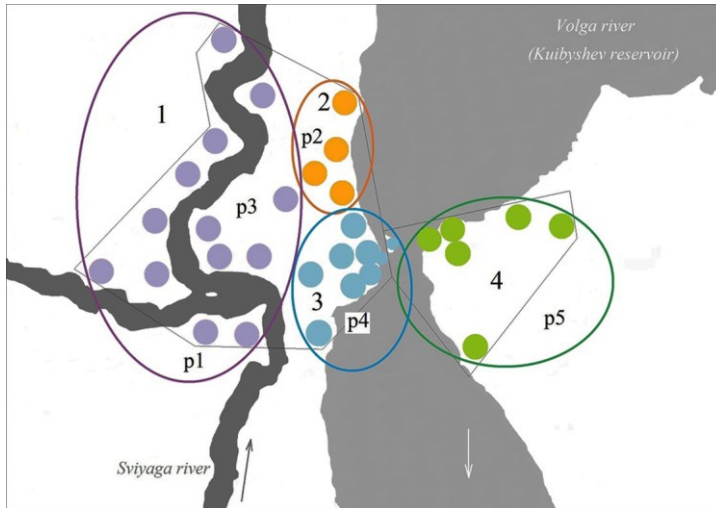 Volga river
(Kuibyshev reservoir)
1
2
p2
p3
3
p4
4
p5
p1
Sviyaga river